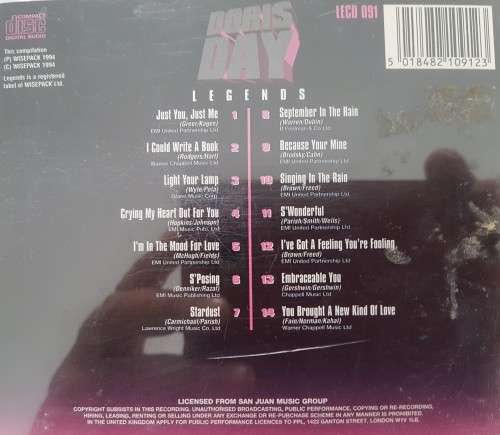 COMPACT
disc
DIGITAL AUDIO
DORIS
DAY
LEGENDS
LECD 091
5 018482 109123
This compilation
(P) WISEPACK 1994
(C) WISEPACK 1994
Legends is a registered
label of WISEPACK Ltd.
Just You, Just Me 1
(Greer/Kages)
EMI United Partnership Ltd
I Could Write A Book 2
(Rodgers/Hart)
Warner Chappell Music Ltd
Light Your Lamp 3
(Wyle/Pola)
Grand Music Corp
Crying My Heart Out For You 4
(Hopkins/Johnson)
EMI Music Pub. Ltd
I'm In The Mood For Love 5
(McHugh/Fields)
EMI United Partnership Ltd
S'Posing 6
(Denniker/Razaf)
EMI Music Publishing Ltd
Stardust 7
(Carmichael/Parish)
Lawrence Wright Music Co. Ltd
8 September In The Rain
(Warren/Dubin)
B Feldman & Co Ltd
9 Because Your Mine
(Brodsky/Cahn)
EMI United Partnership Ltd
10 Singing In The Rain
(Brown/Freed)
EMI United Partnership Ltd
11 S'Wonderful
(Parish/Smith/Wells)
EMI United Partnership Ltd
12 I've Got A Feeling You're Fooling
(Brown/Freed)
EMI United Partnership Ltd
13 Embraceable You
(Gershwin/Gershwin)
Chappell Music Ltd
14 You Brought A New Kind Of Love
(Fain/Norman/Kahal)
Warner Chappell Music Ltd
LICENSED FROM SAN JUAN MUSIC GROUP
COPYRIGHT SUBSISTS IN THIS RECORDING, UNAUTHORISED BROADCASTING, PUBLIC PERFORMANCE, COPYING OR RE-RECORDING,
HIRING, LEASING, RENTING OR SELLING UNDER ANY EXCHANGE OR RE-PURCHASE SCHEME IN ANY MANNER IS PROHIBITED.
IN THE UNITED KINGDOM APPLY FOR PUBLIC PERFORMANCE LICENCES TO PPL, 1422 GANTON STREET, LONDON W1V 1LB.